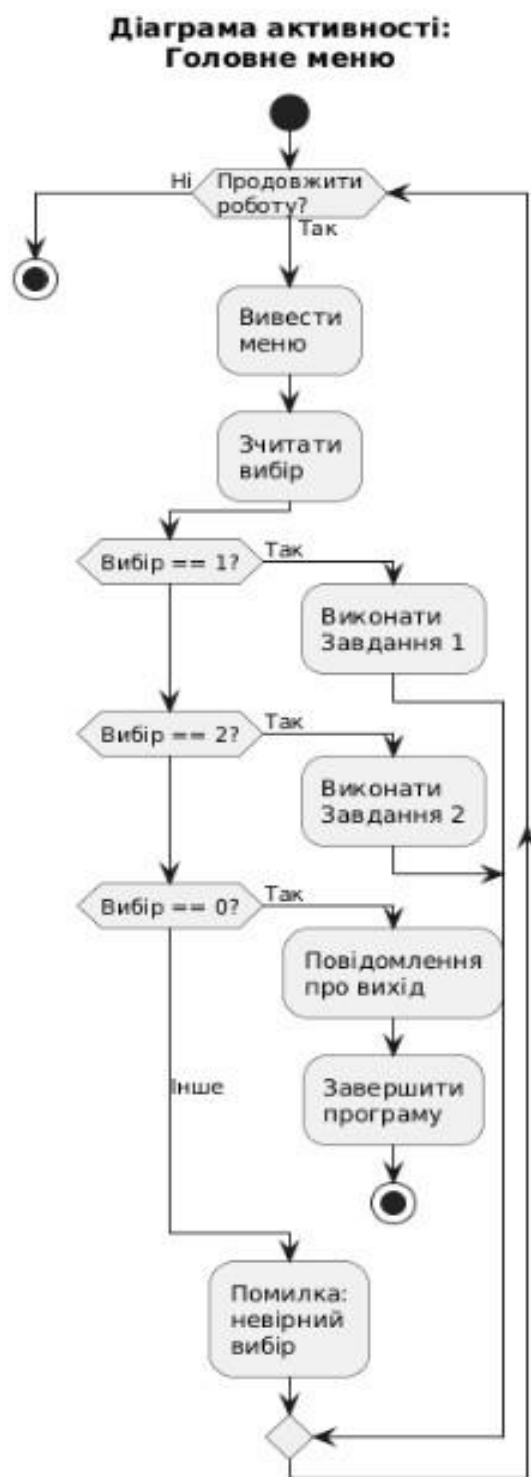 Діаграма активності:
Головне меню
Ні
Продовжити
роботу?
Так
Вивести
меню
Зчитати
вибір
Вибір == 1?
Так
Виконати
Завдання 1
Вибір == 2?
Так
Виконати
Завдання 2
Вибір == 0?
Так
Повідомлення
про вихід
Інше
Завершити
програму
Помилка:
невірний
вибір